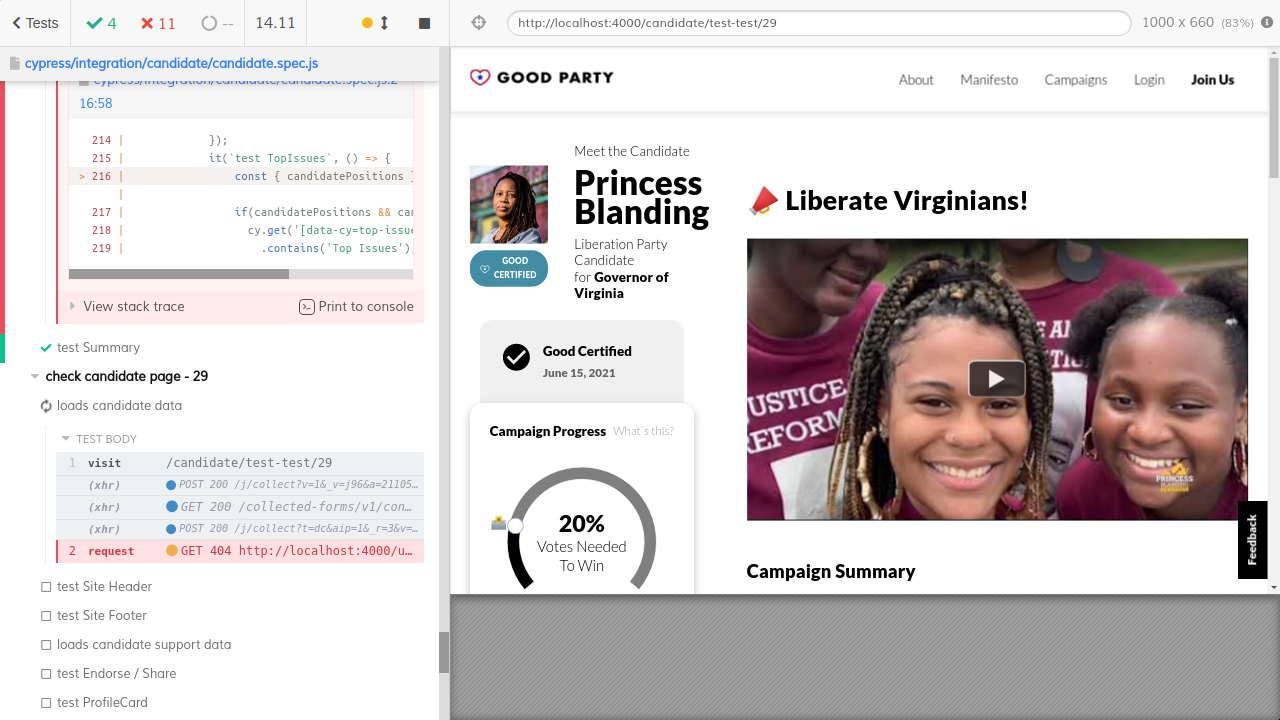 Tests
4
11
--
14.11
http://localhost:4000/candidate/test-test/29
1000 x 660 (83%)
cypress/integration/candidate/candidate.spec.js
cypress/integration/candidate/candidate.spec.js:2
16:58
214 | });
215 | it(`test TopIssues`, () => {
> 216 | const { candidatePositions }
|
217 | if(candidatePositions && can
218 | cy.get('[data-cy=top-issue
219 | .contains('Top Issues')
View stack trace
Print to console
test Summary
check candidate page - 29
loads candidate data
TEST BODY
1 visit /candidate/test-test/29
(xhr) POST 200 /j/collect?v=1&_v=j96&a=21105…
(xhr) GET 200 /collected-forms/v1/con…
(xhr) POST 200 /j/collect?t=dc&aip=1&_r=3&v=…
2 request GET 404 http://localhost:4000/u…
test Site Header
test Site Footer
loads candidate support data
test Endorse / Share
test ProfileCard
GOOD PARTY
About
Manifesto
Campaigns
Login
Join Us
Meet the Candidate
Princess
Blanding
Liberation Party
Candidate
for Governor of
Virginia
GOOD
CERTIFIED
Good Certified
June 15, 2021
Campaign Progress What's this?
20%
Votes Needed
To Win
📣 Liberate Virginians!
JUSTICE
REFORM
PRINCESS
BLANDING
Campaign Summary
Feedback